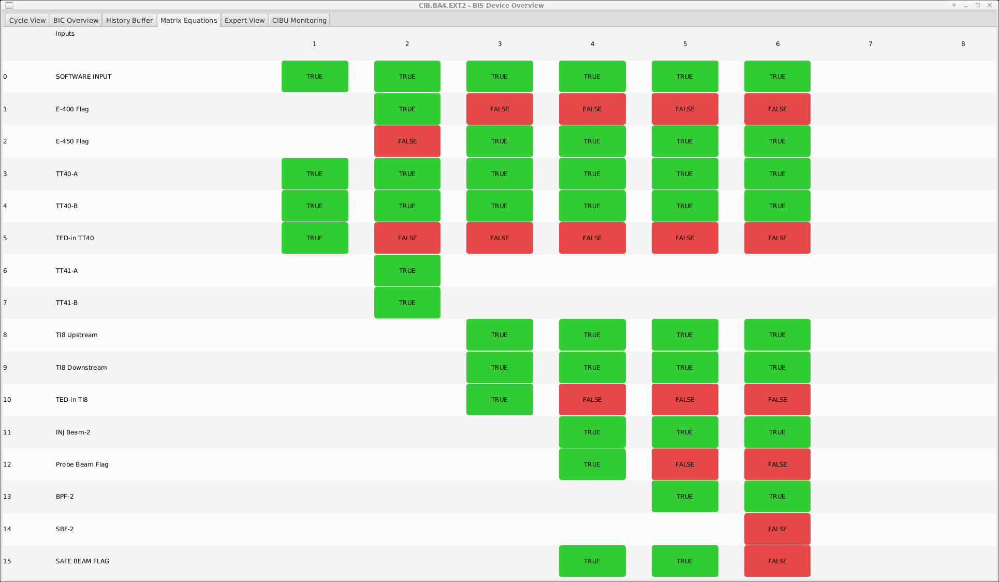 CIB.BA4.EXT2 - BIS Device Overview
Cycle View BIC Overview History Buffer Matrix Equations Expert View CIBU Monitoring
Inputs
1 2 3 4 5 6 7 8
0 SOFTWARE INPUT TRUE TRUE TRUE TRUE TRUE TRUE
1 E-400 Flag TRUE FALSE FALSE FALSE FALSE
2 E-450 Flag FALSE TRUE TRUE TRUE TRUE
3 TT40-A TRUE TRUE TRUE TRUE TRUE TRUE
4 TT40-B TRUE TRUE TRUE TRUE TRUE TRUE
5 TED-in TT40 TRUE FALSE FALSE FALSE FALSE FALSE
6 TT41-A TRUE
7 TT41-B TRUE
8 TI8 Upstream TRUE TRUE TRUE TRUE
9 TI8 Downstream TRUE TRUE TRUE TRUE
10 TED-in TI8 TRUE FALSE FALSE FALSE
11 INJ Beam-2 TRUE TRUE TRUE
12 Probe Beam Flag TRUE FALSE FALSE
13 BPF-2 TRUE TRUE
14 SBF-2 FALSE
15 SAFE BEAM FLAG TRUE TRUE FALSE